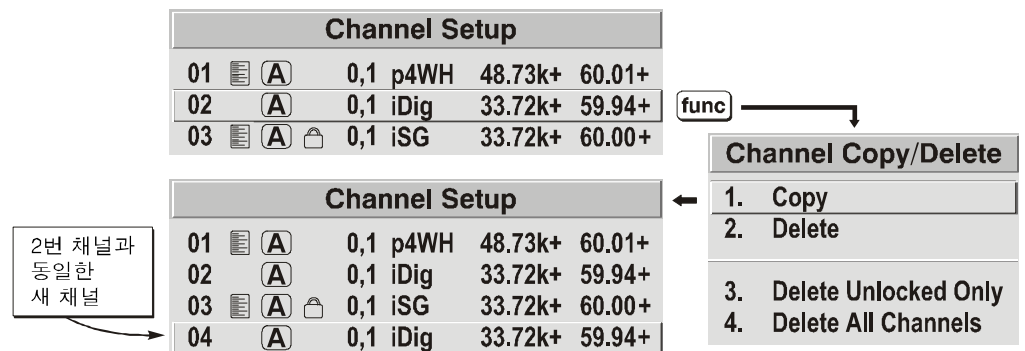 Channel Setup
01 A 0,1 p4WH 48.73k+ 60.01+
02 A 0,1 iDig 33.72k+ 59.94+
03 A 0,1 iSG 33.72k+ 60.00+
func
Channel Copy/Delete
1. Copy
2. Delete
3. Delete Unlocked Only
4. Delete All Channels
Channel Setup
01 A 0,1 p4WH 48.73k+ 60.01+
02 A 0,1 iDig 33.72k+ 59.94+
03 A 0,1 iSG 33.72k+ 60.00+
04 A 0,1 iDig 33.72k+ 59.94+
2번 채널과
동일한
새 채널